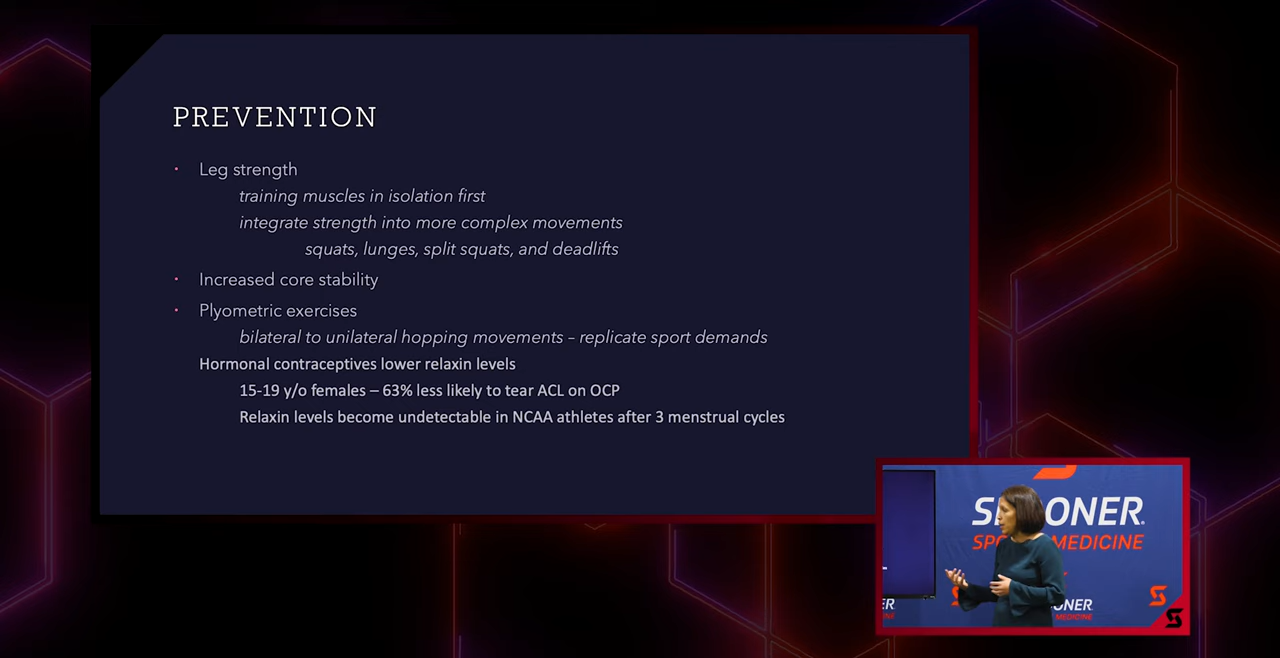 PREVENTION
Leg strength
training muscles in isolation first
integrate strength into more complex movements
squats, lunges, split squats, and deadlifts
Increased core stability
Plyometric exercises
bilateral to unilateral hopping movements – replicate sport demands
Hormonal contraceptives lower relaxin levels
15-19 y/o females – 63% less likely to tear ACL on OCP
Relaxin levels become undetectable in NCAA athletes after 3 menstrual cycles
MEDICINE
MEDICINE